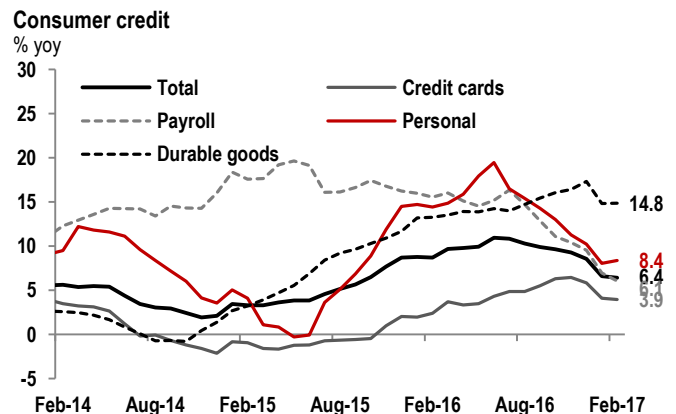 Consumer credit
% yoy
30
25
20
15
10
5
0
-5
Total
Credit cards
Payroll
Personal
Durable goods
14.8
8.4
6.4
6.1
3.9
Feb-14 Aug-14 Feb-15 Aug-15 Feb-16 Aug-16 Feb-17